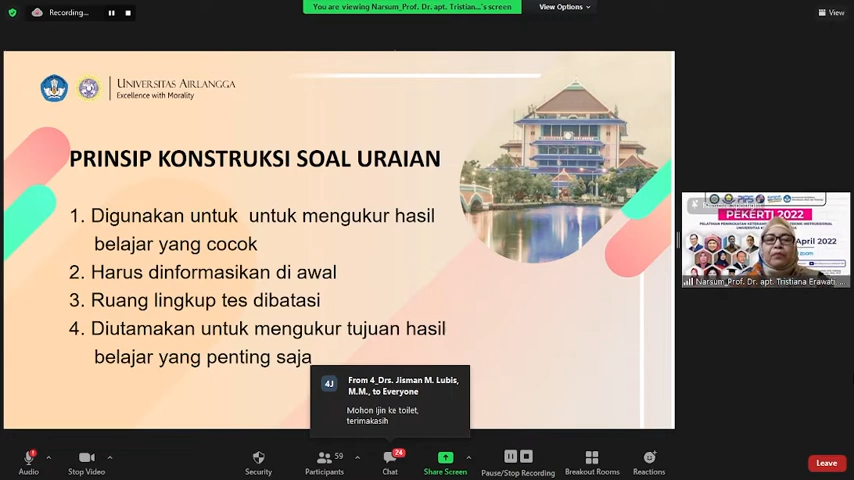 Recording...
You are viewing Narsum_Prof. Dr. apt. Tristian...'s screen
View Options
View
UNIVERSITAS AIRLANGGA
Excellence with Morality
PRINSIP KONSTRUKSI SOAL URAIAN
1. Digunakan untuk untuk mengukur hasil
belajar yang cocok
2. Harus dinformasikan di awal
3. Ruang lingkup tes dibatasi
4. Diutamakan untuk mengukur tujuan hasil
belajar yang penting saja
PEKERTI 2022
April 2022
zoom
Narsum_Prof. Dr. apt. Tristiana Erawati ...
4J
From 4_Drs. Jisman M. Lubis,
M.M., to Everyone
Mohon Ijin ke toilet,
terimakasih
Audio
Stop Video
Security
Participants
59
Chat
24
Share Screen
Pause/Stop Recording
Breakout Rooms
Reactions
Leave